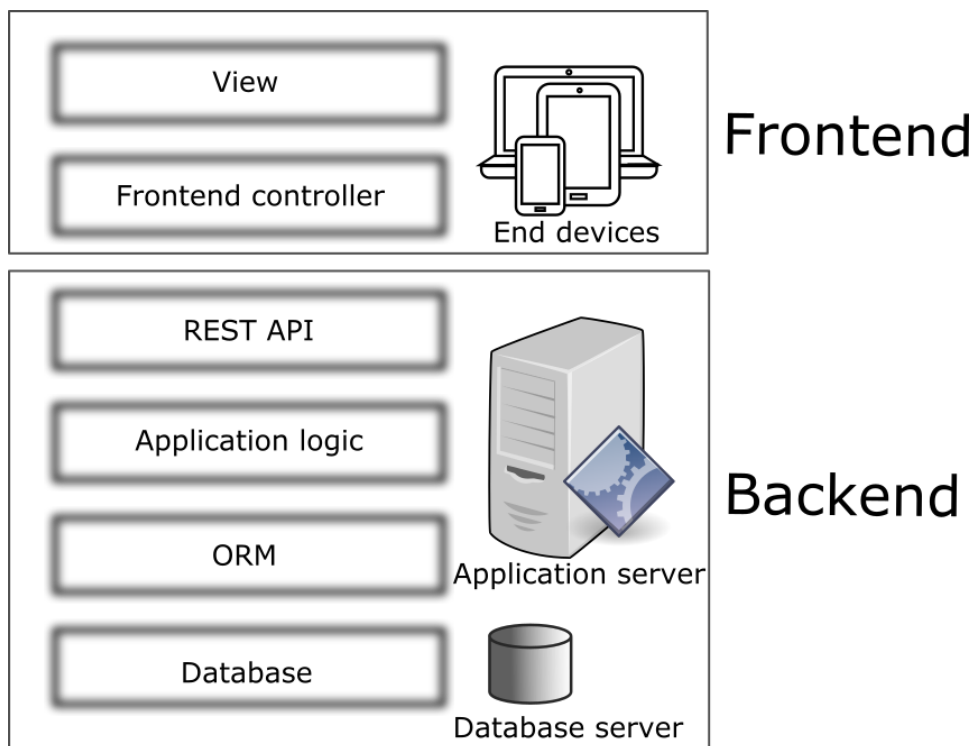 View
Frontend controller
End devices
Frontend
REST API
Application logic
ORM
Application server
Database
Database server
Backend